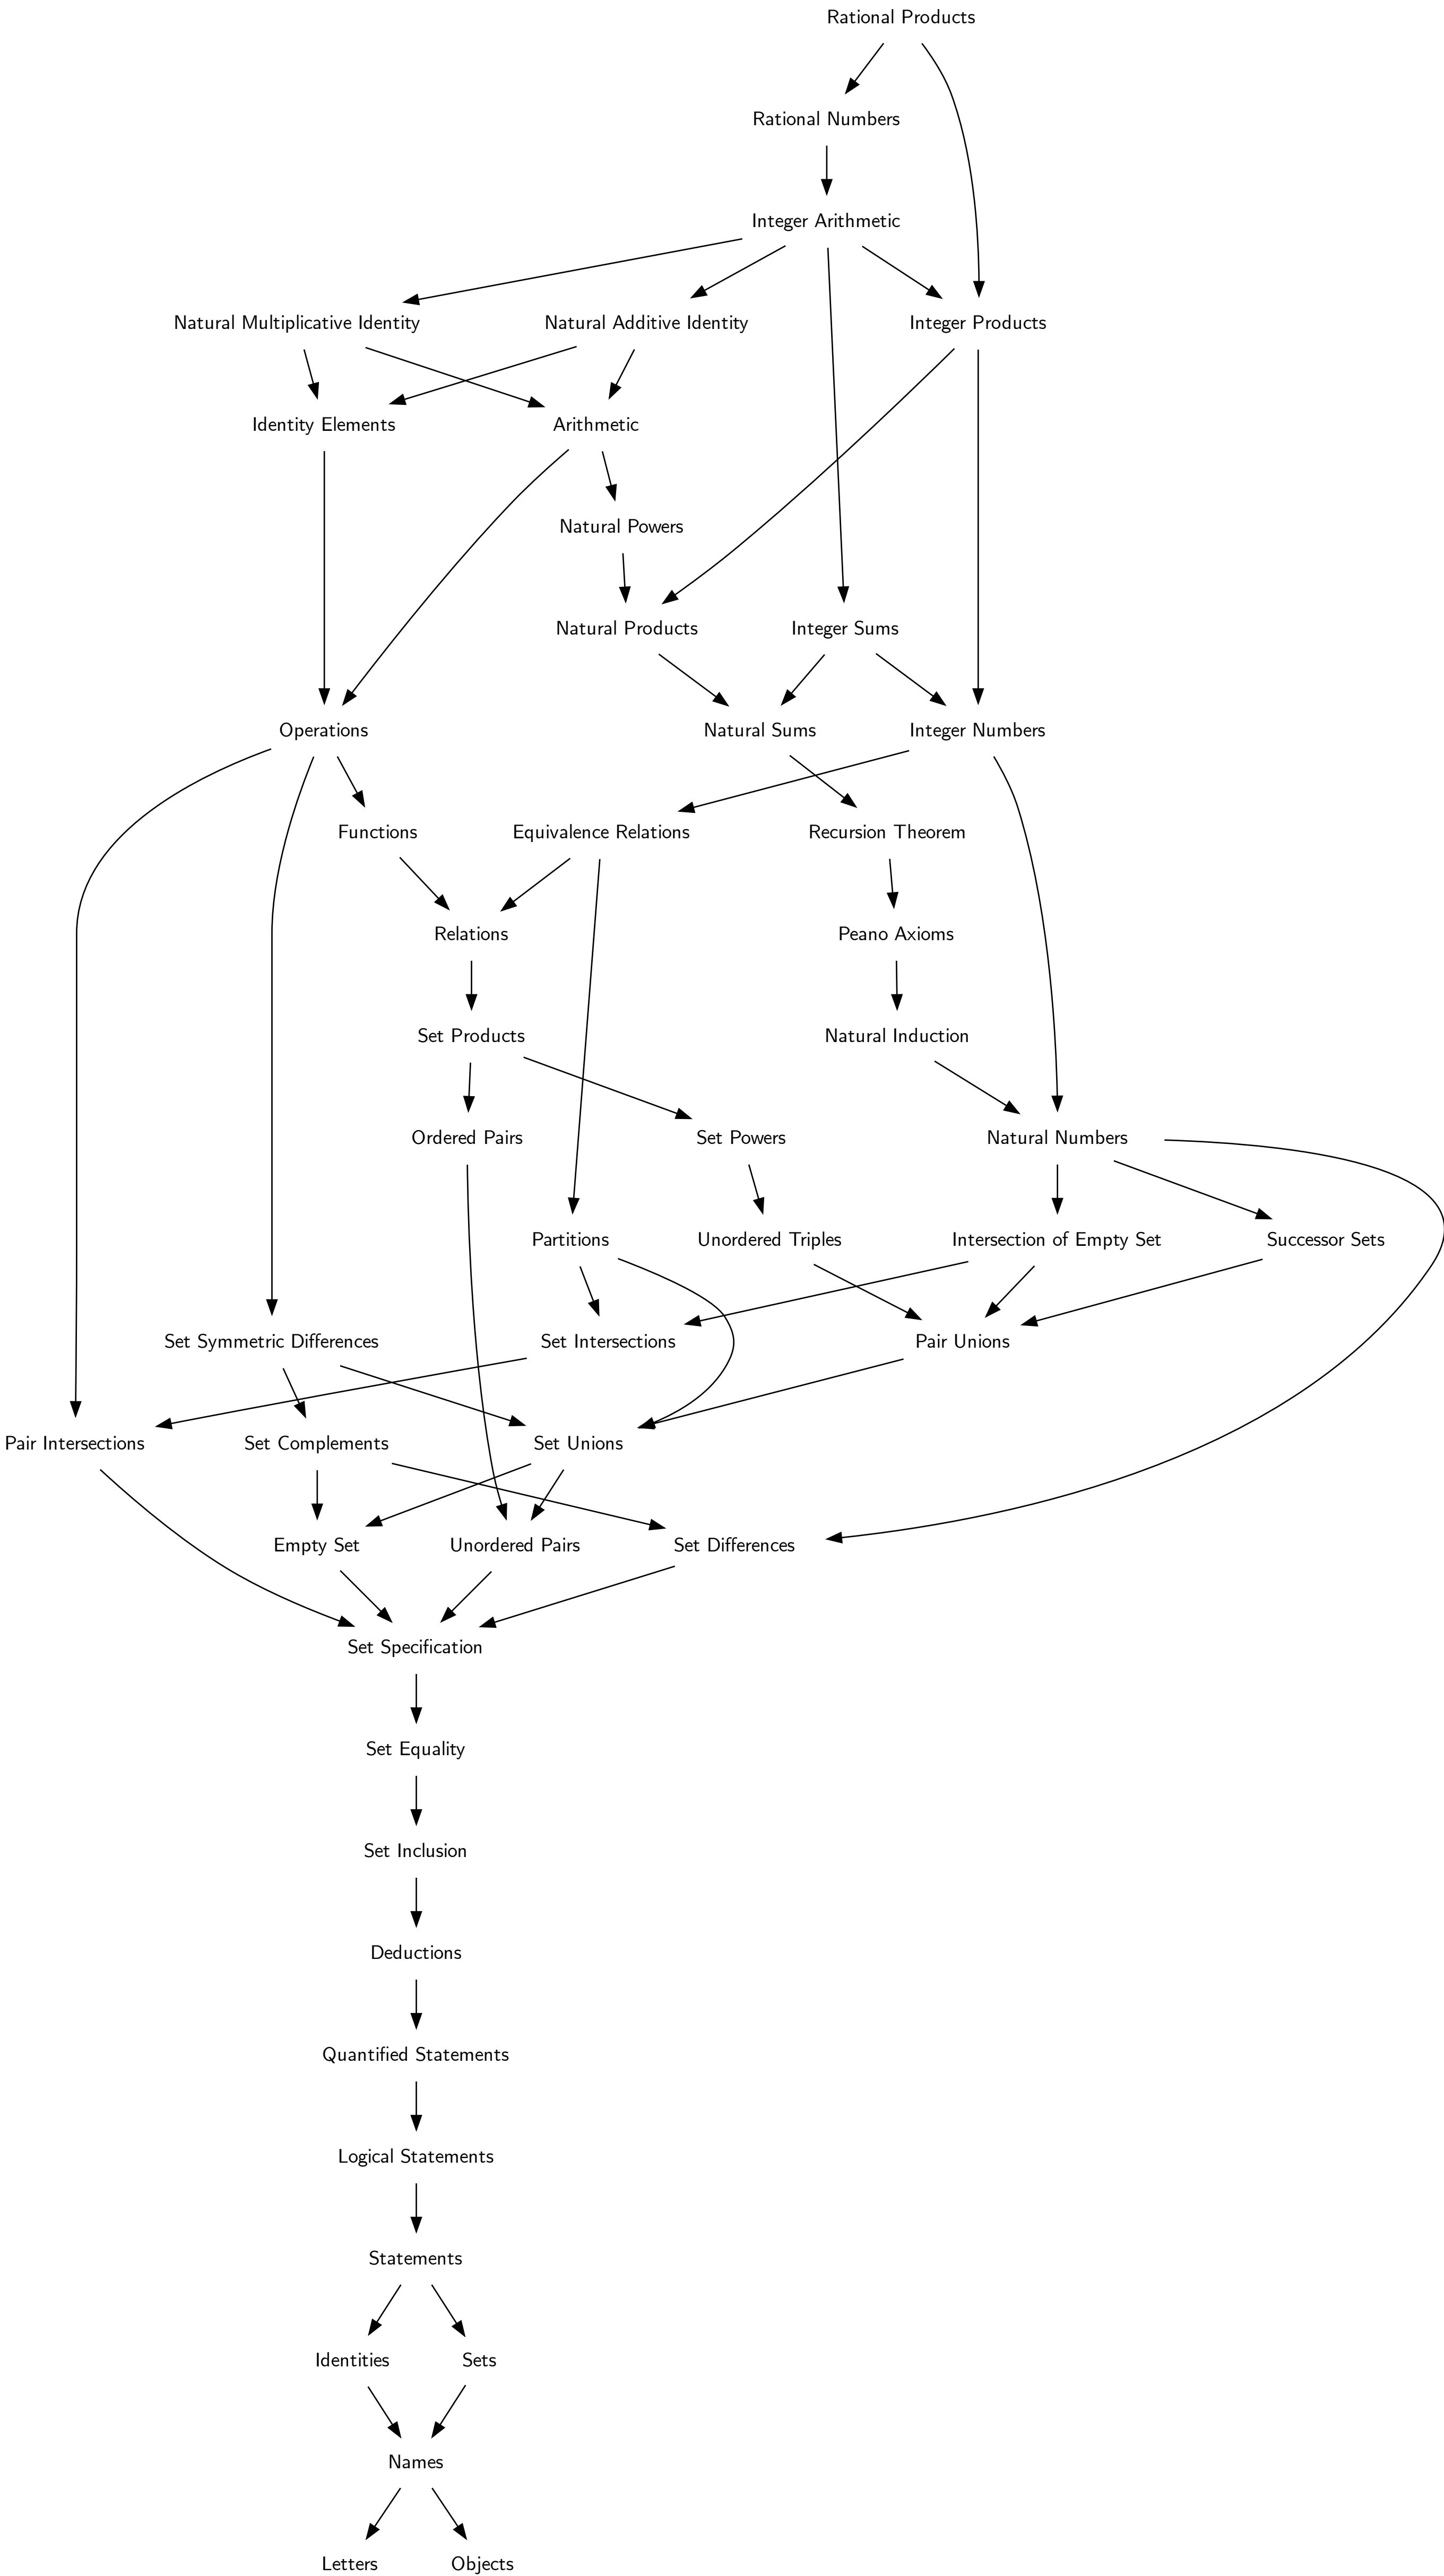 Rational Products
Rational Numbers
Integer Arithmetic
Natural Multiplicative Identity
Natural Additive Identity
Integer Products
Identity Elements
Arithmetic
Natural Powers
Natural Products
Integer Sums
Operations
Natural Sums
Integer Numbers
Functions
Equivalence Relations
Recursion Theorem
Relations
Peano Axioms
Set Products
Natural Induction
Ordered Pairs
Set Powers
Natural Numbers
Partitions
Unordered Triples
Intersection of Empty Set
Successor Sets
Set Symmetric Differences
Set Intersections
Pair Unions
Pair Intersections
Set Complements
Set Unions
Empty Set
Unordered Pairs
Set Differences
Set Specification
Set Equality
Set Inclusion
Deductions
Quantified Statements
Logical Statements
Statements
Identities
Sets
Names
Letters
Objects